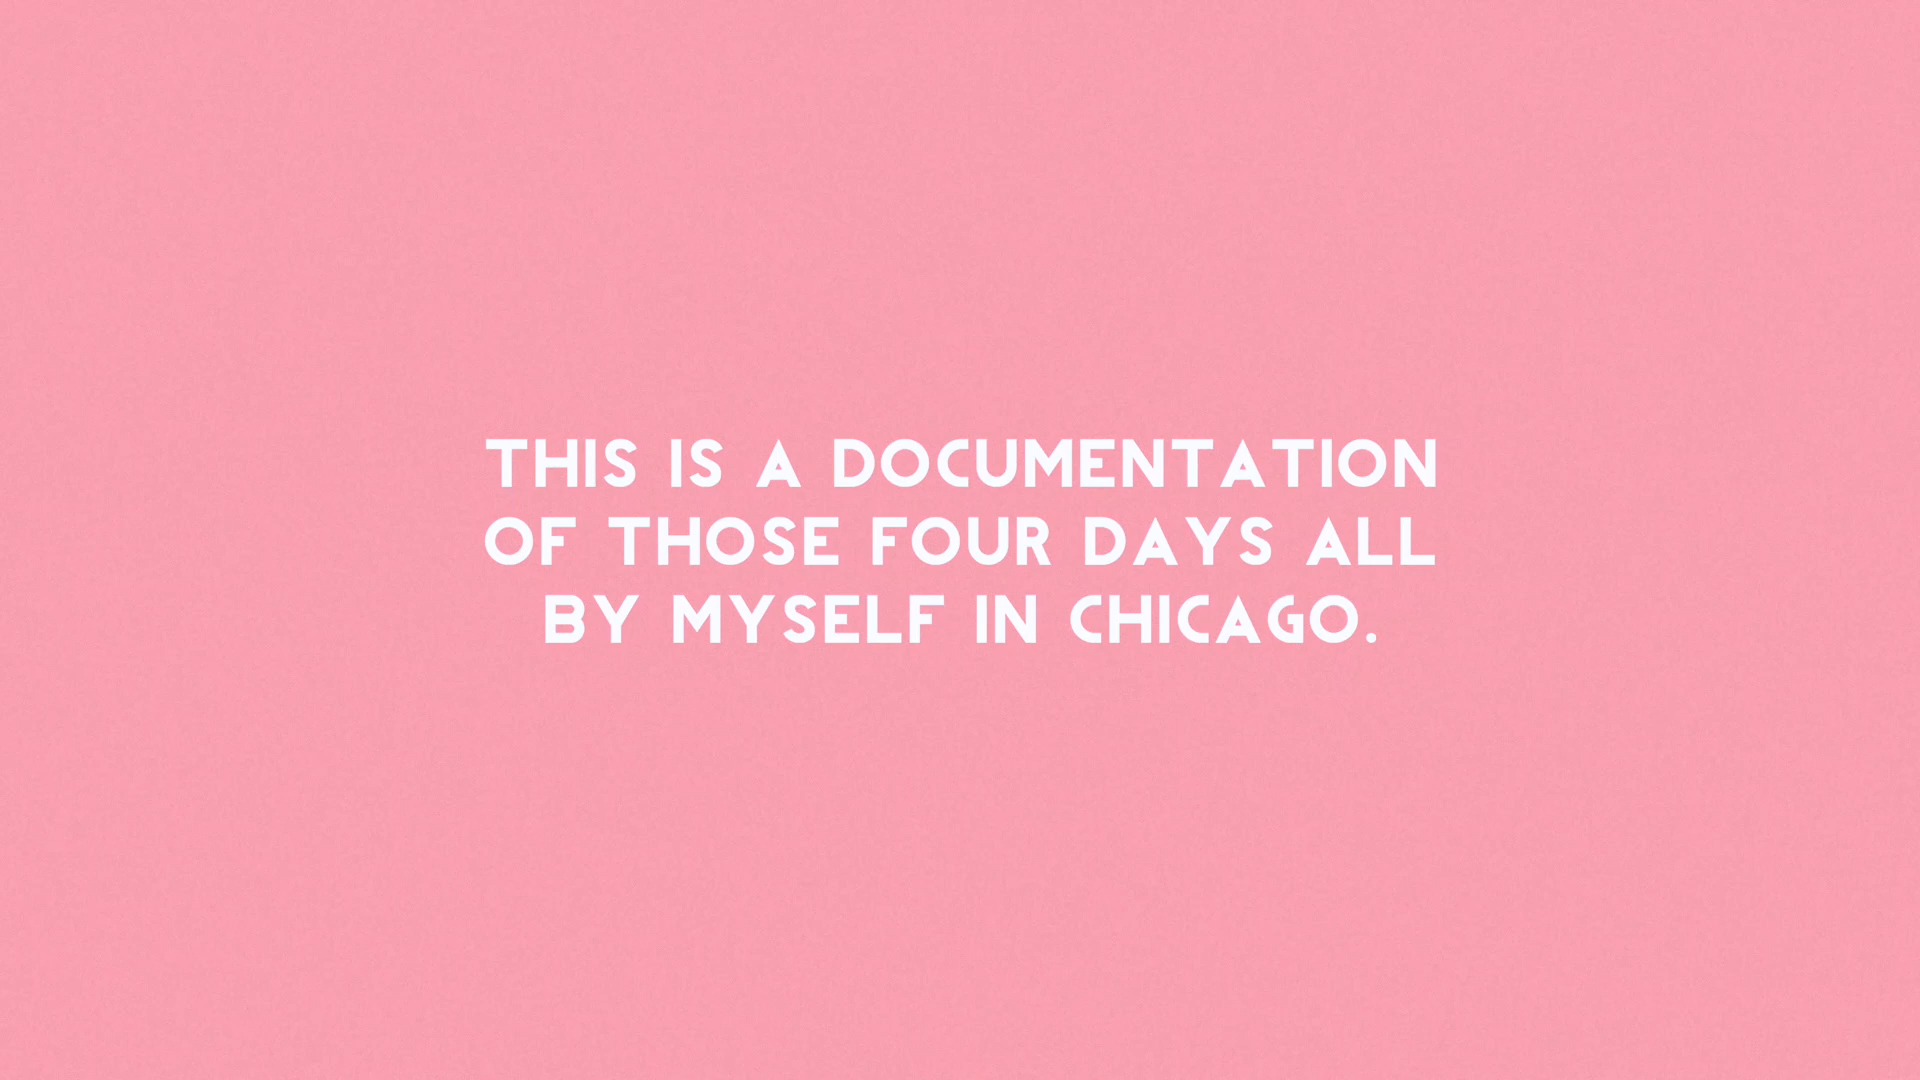 THIS IS A DOCUMENTATION
OF THOSE FOUR DAYS ALL
BY MYSELF IN CHICAGO.